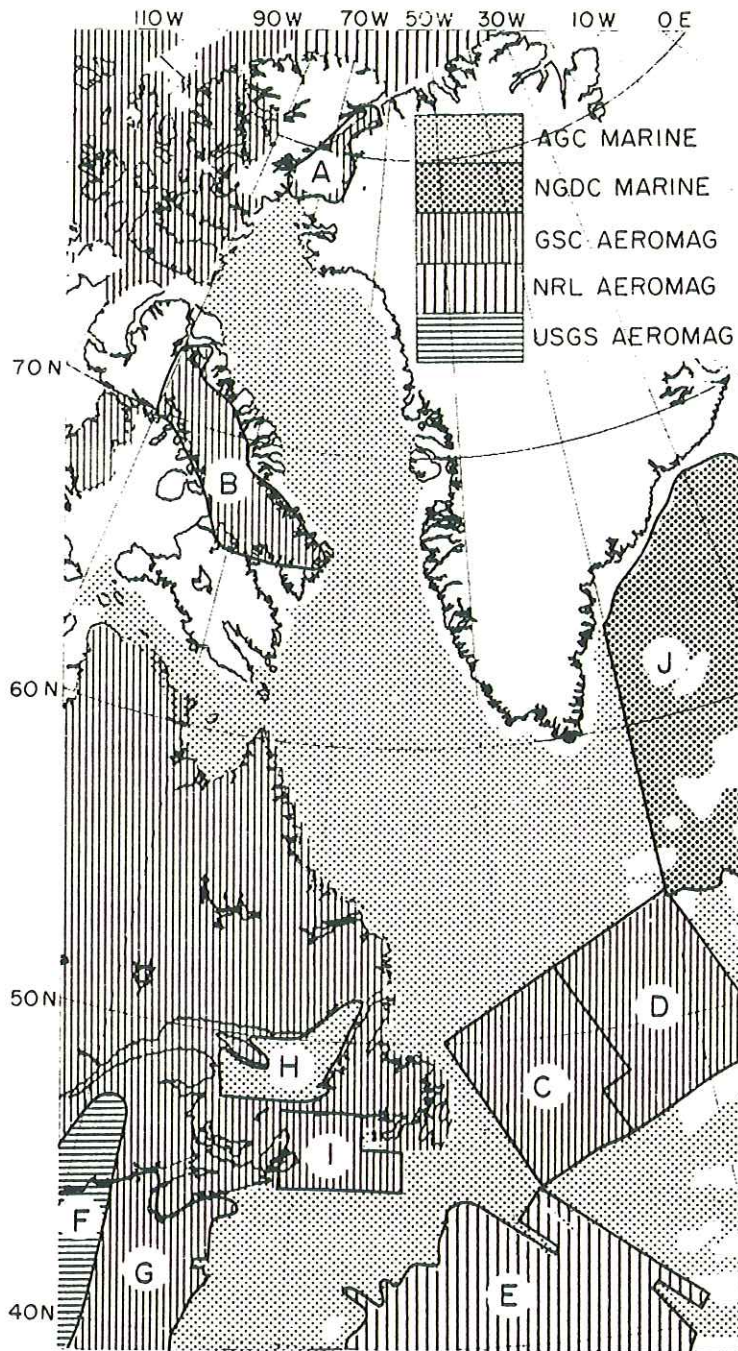 110W 90W 70W 50W 30W 10W 0 E
A
AGC MARINE
NGDC MARINE
GSC AEROMAG
NRL AEROMAG
USGS AEROMAG
70N
B
J
60N
D
50N
H
C
I
F
G
E
40N